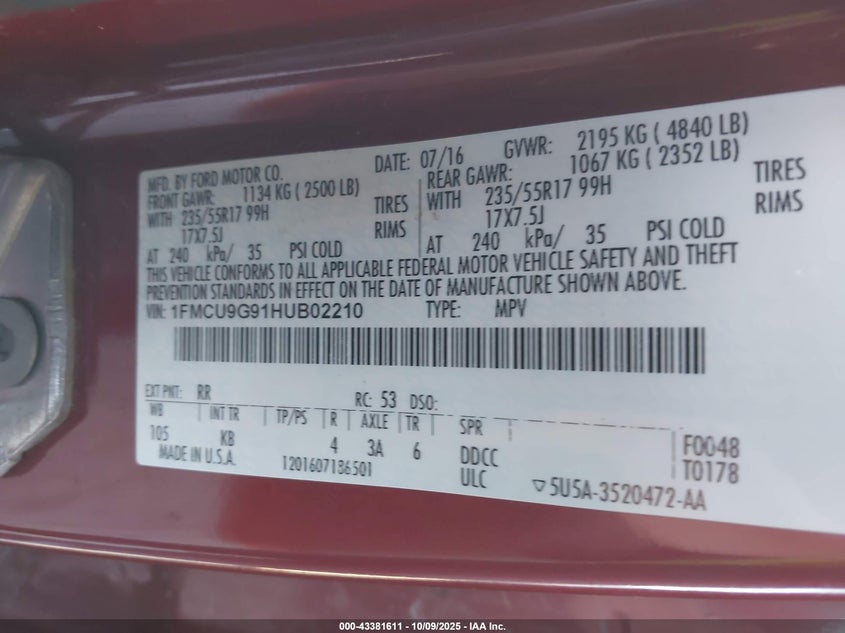 MFD. BY FORD MOTOR CO. DATE: 07/16 GVWR: 2195 KG ( 4840 LB)
FRONT GAWR: 1134 KG ( 2500 LB) REAR GAWR: 1067 KG ( 2352 LB)
WITH 235/55R17 99H TIRES WITH 235/55R17 99H TIRES
17X7.5J RIMS 17X7.5J RIMS
AT 240 kPa/ 35 PSI COLD AT 240 kPa/ 35 PSI COLD
THIS VEHICLE CONFORMS TO ALL APPLICABLE FEDERAL MOTOR VEHICLE SAFETY AND THEFT
PREVENTION STANDARDS IN EFFECT ON THE DATE OF MANUFACTURE SHOWN ABOVE.
VIN: 1FMCU9G91HUB02210 TYPE: MPV
EXT PNT: RR RC: 53 DSO:
WB INT TR TP/PS R AXLE TR SPR
105 KB 4 3A 6 DDCC F0048
MADE IN U.S.A. 1201607136501 ULC T0178
▽5U5A-3520472-AA
000-43381611 - 10/09/2025 - IAA Inc.